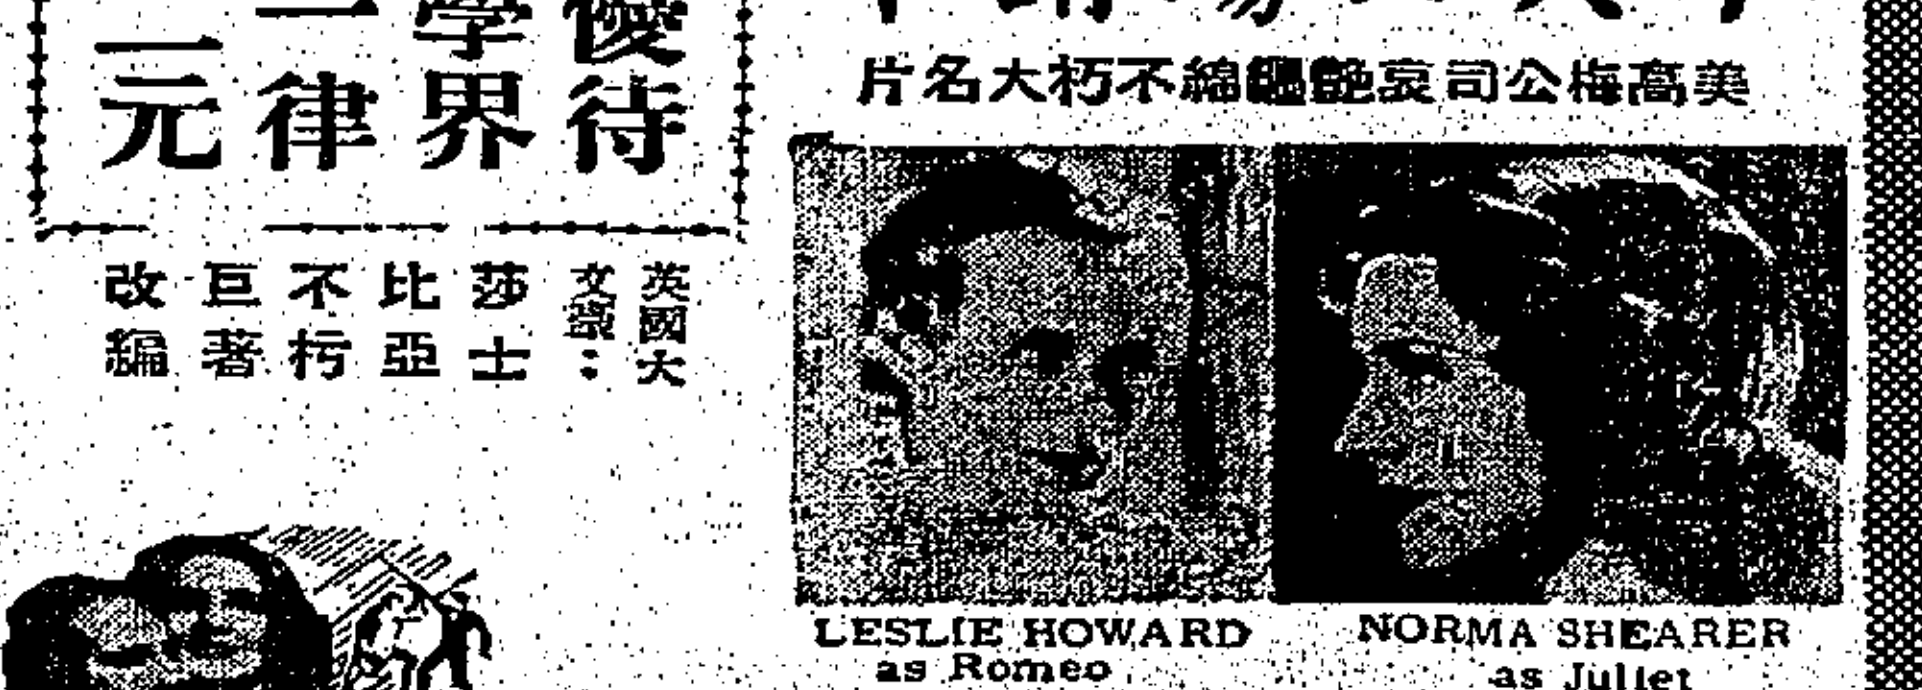 美高梅公司哀艷纏綿不朽大名片
優待
學界
一律
元
英國大
文豪：
莎士
比亞
不朽
巨著
改編
LESLIE HOWARD
as Romeo
NORMA SHEARER
as Juliet